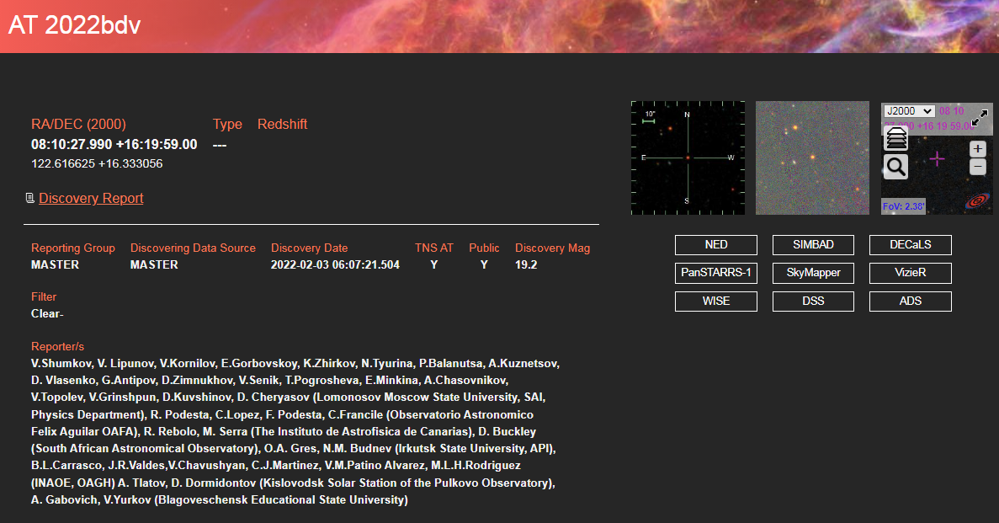 AT 2022bdv
RA/DEC (2000) Type Redshift
08:10:27.990 +16:19:59.00 ---
122.616625 +16.333056
Discovery Report
Reporting Group Discovering Data Source Discovery Date TNS AT Public Discovery Mag
MASTER MASTER 2022-02-03 06:07:21.504 Y Y 19.2
Filter
Clear-
Reporter/s
V.Shumkov, V. Lipunov, V.Kornilov, E.Gorbovskoy, K.Zhirkov, N.Tyurina, P.Balanutsa, A.Kuznetsov,
D. Vlasenko, G.Antipov, D.Zimnukhov, V.Senik, T.Pogrosheva, E.Minkina, A.Chasovnikov,
V.Topolev, V.Grinshpun, D.Kuvshinov, D. Cheryasov (Lomonosov Moscow State University, SAI,
Physics Department), R. Podesta, C.Lopez, F. Podesta, C.Francile (Observatorio Astronomico
Felix Aguilar OAFA), R. Rebolo, M. Serra (The Instituto de Astrofisica de Canarias), D. Buckley
(South African Astronomical Observatory), O.A. Gres, N.M. Budnev (Irkutsk State University, API),
B.L.Carrasco, J.R.Valdes,V.Chavushyan, C.J.Martinez, V.M.Patino Alvarez, M.L.H.Rodriguez
(INAOE, OAGH) A. Tlatov, D. Dormidontov (Kislovodsk Solar Station of the Pulkovo Observatory),
A. Gabovich, V.Yurkov (Blagoveschensk Educational State University)
10"
N
E W
S
J2000 08 10
27.990 +16 19 59.00
+
−
FoV: 2.38'
NED SIMBAD DECaLS
PanSTARRS-1 SkyMapper VizieR
WISE DSS ADS